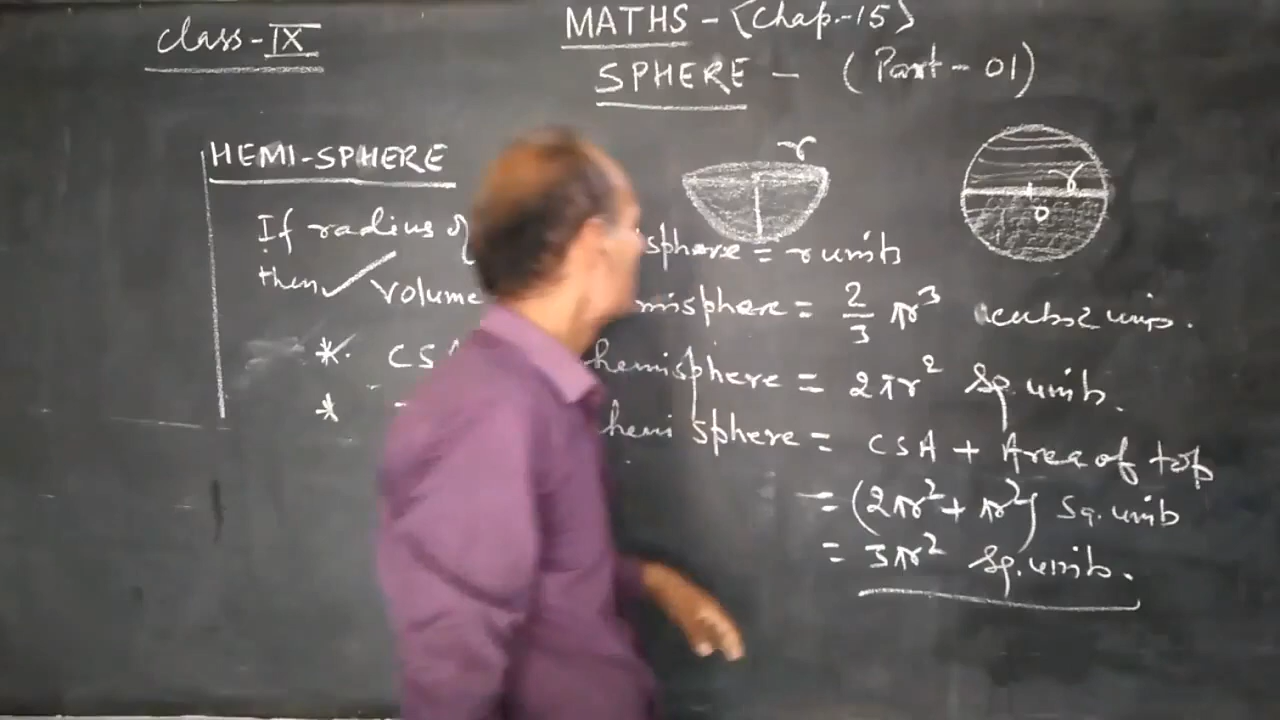 class-IX
MATHS - {Chap.-15}
SPHERE - (Part-01)
HEMI-SPHERE
r
r
O
If radius of isphere = r units
then ✓ Volume misphere = 2/3 πr³ cubic units.
* CSA hemisphere = 2πr² Sq. units.
* hemi sphere = CSA + Area of top
= (2πr² + πr²) Sq. units
= 3πr² Sq. units.